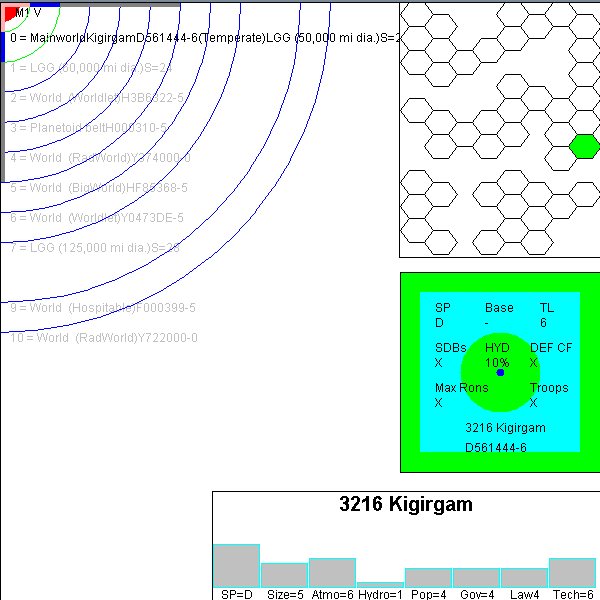 M1 V
0 = MainworldKigirgamD561444-6(Temperate)LGG (50,000 mi dia.)S=2
1 = LGG (60,000 mi dia.)S=24
2 = World (Worldlet)H3B6322-5
3 = Planetoid beltH000310-5
4 = World (RadWorld)Y374000-0
5 = World (BigWorld)HF85368-5
6 = World (Worldlet)Y0473DE-5
7 = LGG (125,000 mi dia.)S=26
9 = World (Hospitable)F000399-5
10 = World (RadWorld)Y722000-0
SP Base TL
D - 6
SDBs HYD DEF CF
X 10% X
Max Rons Troops
X X
3216 Kigirgam
D561444-6
3216 Kigirgam
SP=D Size=5 Atmo=6 Hydro=1 Pop=4 Gov=4 Law4 Tech=6